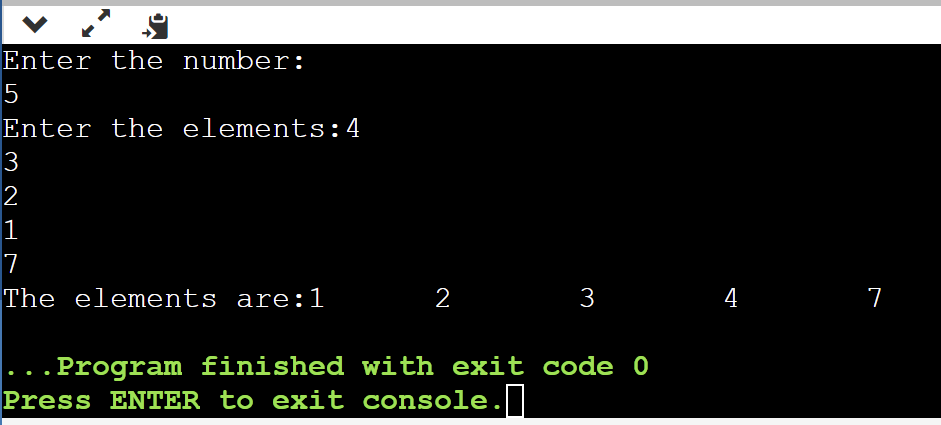 Enter the number:
5
Enter the elements:4
3
2
1
7
The elements are:1 2 3 4 7
...Program finished with exit code 0
Press ENTER to exit console.